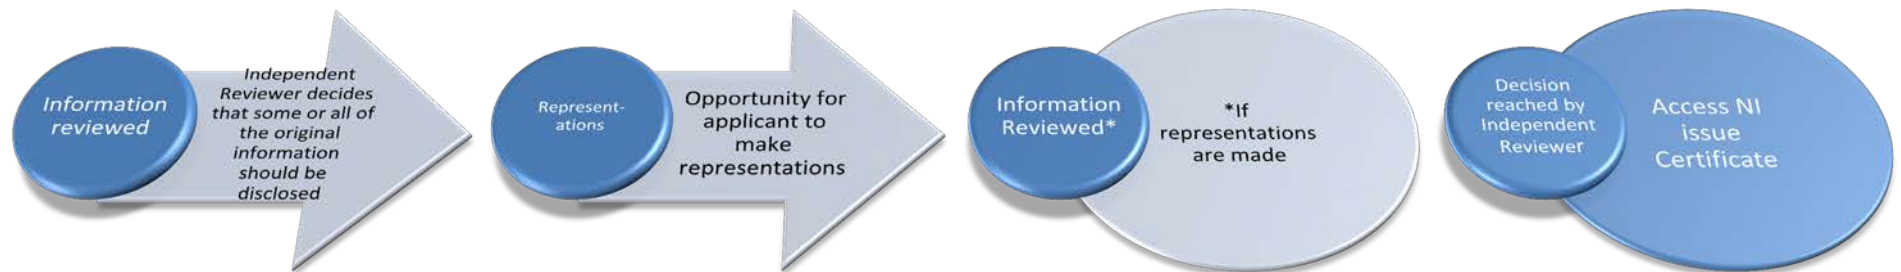 Information
reviewed
Independent
Reviewer decides
that some or all of
the original
information
should be
disclosed
Represent-
ations
Opportunity for
applicant to
make
representations
Information
Reviewed*
*If
representations
are made
Decision
reached by
Independent
Reviewer
Access NI
issue
Certificate